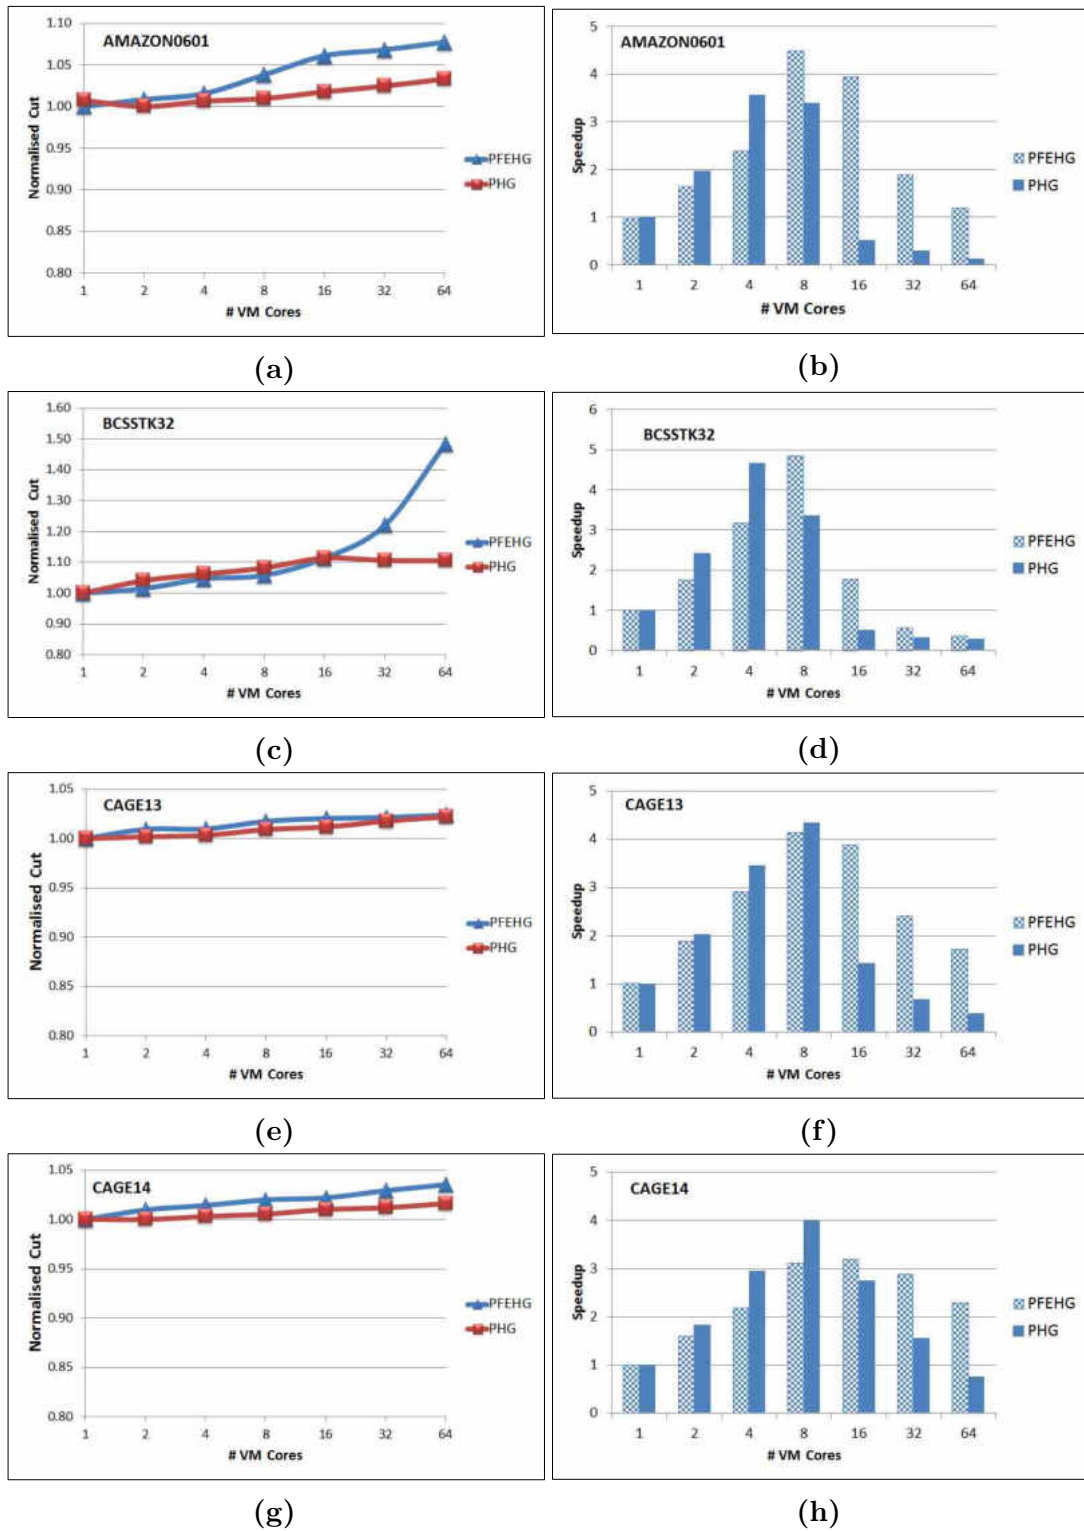 AMAZON0601
Normalised Cut
1.10
1.05
1.00
0.95
0.90
0.85
0.80
1 2 4 8 16 32 64
# VM Cores
PFEHG
PHG
(a)
AMAZON0601
Speedup
5
4
3
2
1
0
1 2 4 8 16 32 64
# VM Cores
PFEHG
PHG
(b)
BCSSTK32
Normalised Cut
1.60
1.50
1.40
1.30
1.20
1.10
1.00
0.90
0.80
1 2 4 8 16 32 64
# VM Cores
PFEHG
PHG
(c)
BCSSTK32
Speedup
6
5
4
3
2
1
0
1 2 4 8 16 32 64
# VM Cores
PFEHG
PHG
(d)
CAGE13
Normalised Cut
1.05
1.00
0.95
0.90
0.85
0.80
1 2 4 8 16 32 64
# VM Cores
PFEHG
PHG
(e)
CAGE13
Speedup
5
4
3
2
1
0
1 2 4 8 16 32 64
# VM Cores
PFEHG
PHG
(f)
CAGE14
Normalised Cut
1.05
1.00
0.95
0.90
0.85
0.80
1 2 4 8 16 32 64
# VM Cores
PFEHG
PHG
(g)
CAGE14
Speedup
5
4
3
2
1
0
1 2 4 8 16 32 64
# VM Cores
PFEHG
PHG
(h)